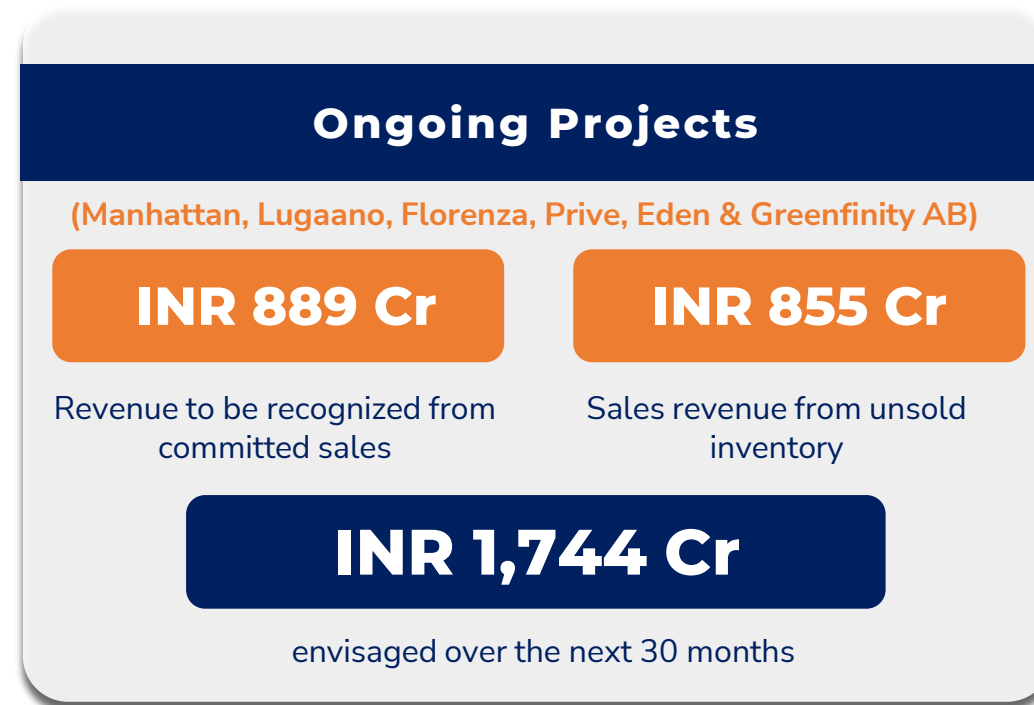 Ongoing Projects
(Manhattan, Lugaano, Florenza, Prive, Eden & Greenfinity AB)
INR 889 Cr
INR 855 Cr
Revenue to be recognized from
committed sales
Sales revenue from unsold
inventory
INR 1,744 Cr
envisaged over the next 30 months